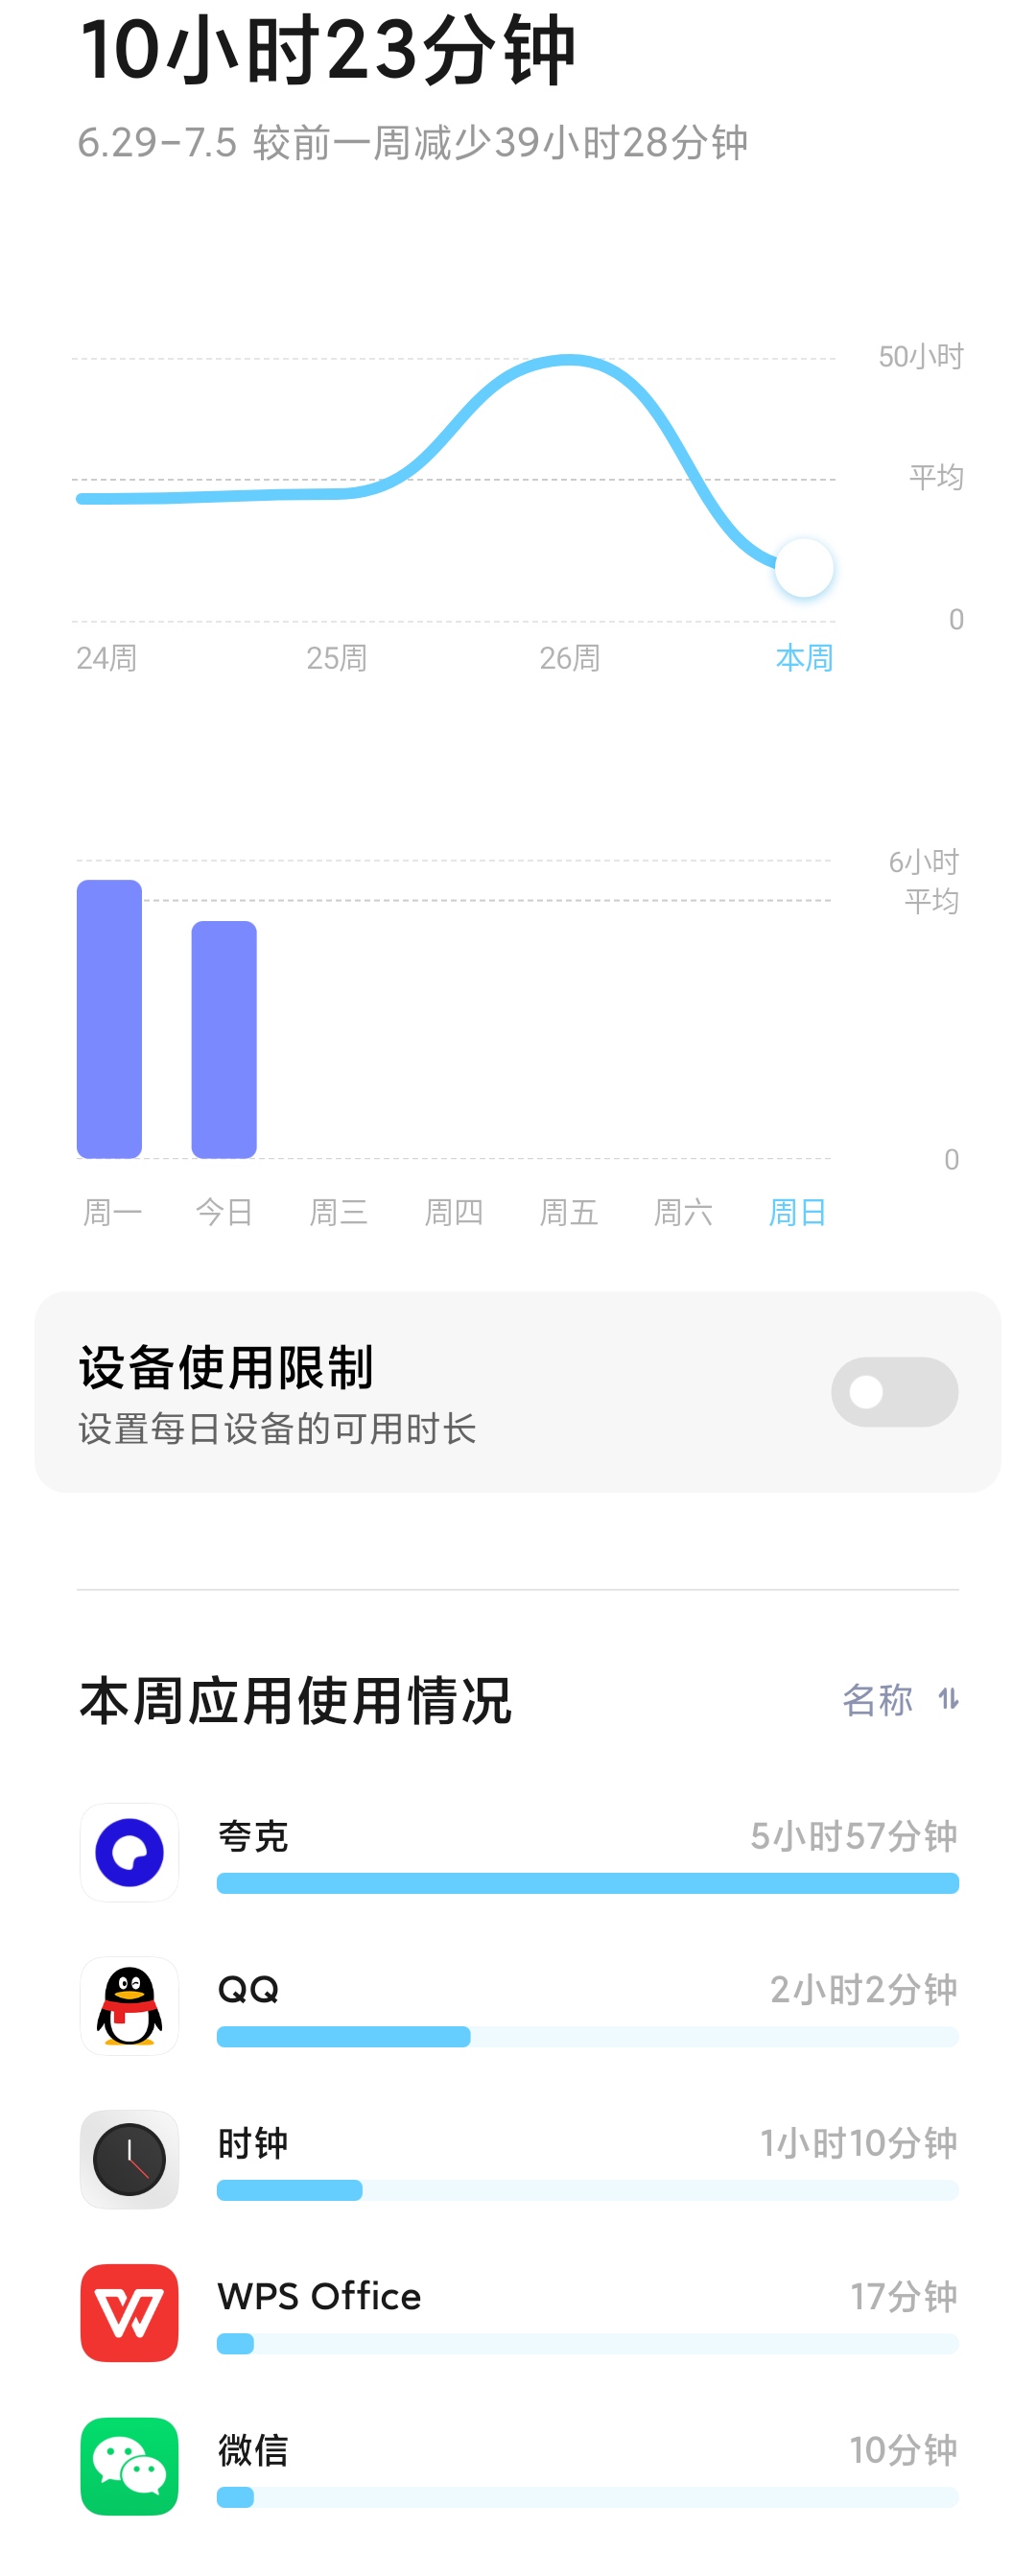 10小时23分钟
6.29-7.5 较前一周减少39小时28分钟
50小时
平均
0
24周 25周 26周 本周
6小时
平均
0
周一 今日 周三 周四 周五 周六 周日
设备使用限制
设置每日设备的可用时长
本周应用使用情况 名称
夸克 5小时57分钟
QQ 2小时2分钟
时钟 1小时10分钟
WPS Office 17分钟
微信 10分钟